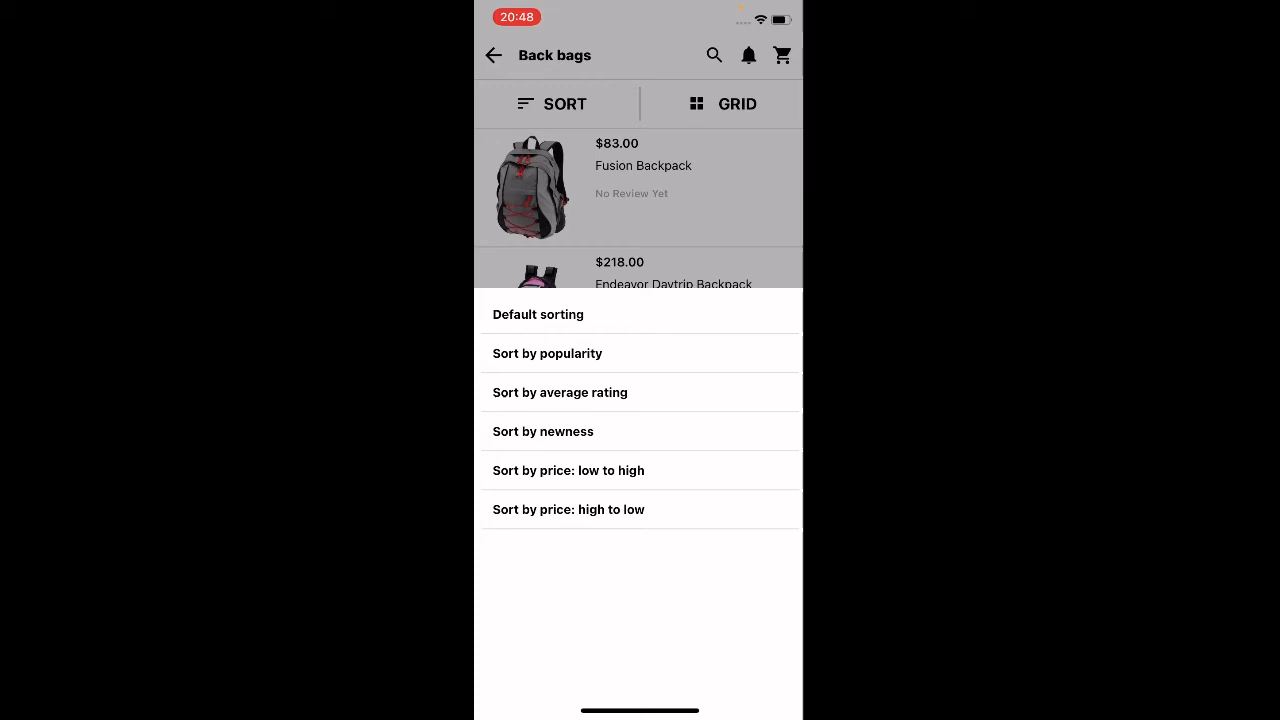 20:48
Back bags
SORT
GRID
$83.00
Fusion Backpack
No Review Yet
$218.00
Endeavor Daytrip Backpack
Default sorting
Sort by popularity
Sort by average rating
Sort by newness
Sort by price: low to high
Sort by price: high to low